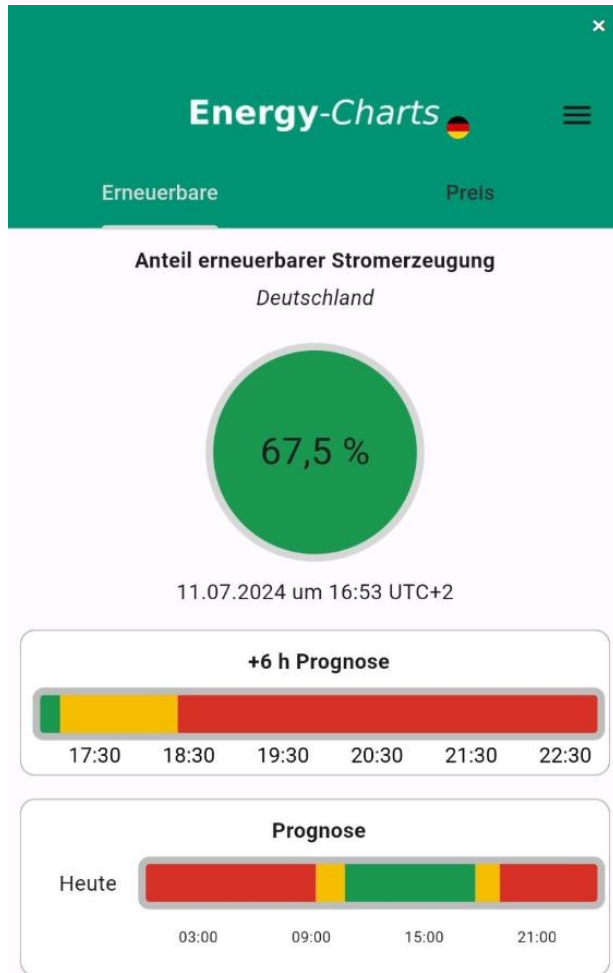 ×
Energy-Charts
Erneuerbare Preis
Anteil erneuerbarer Stromerzeugung
Deutschland
67,5 %
11.07.2024 um 16:53 UTC+2
+6 h Prognose
17:30 18:30 19:30 20:30 21:30 22:30
Prognose
Heute
03:00 09:00 15:00 21:00